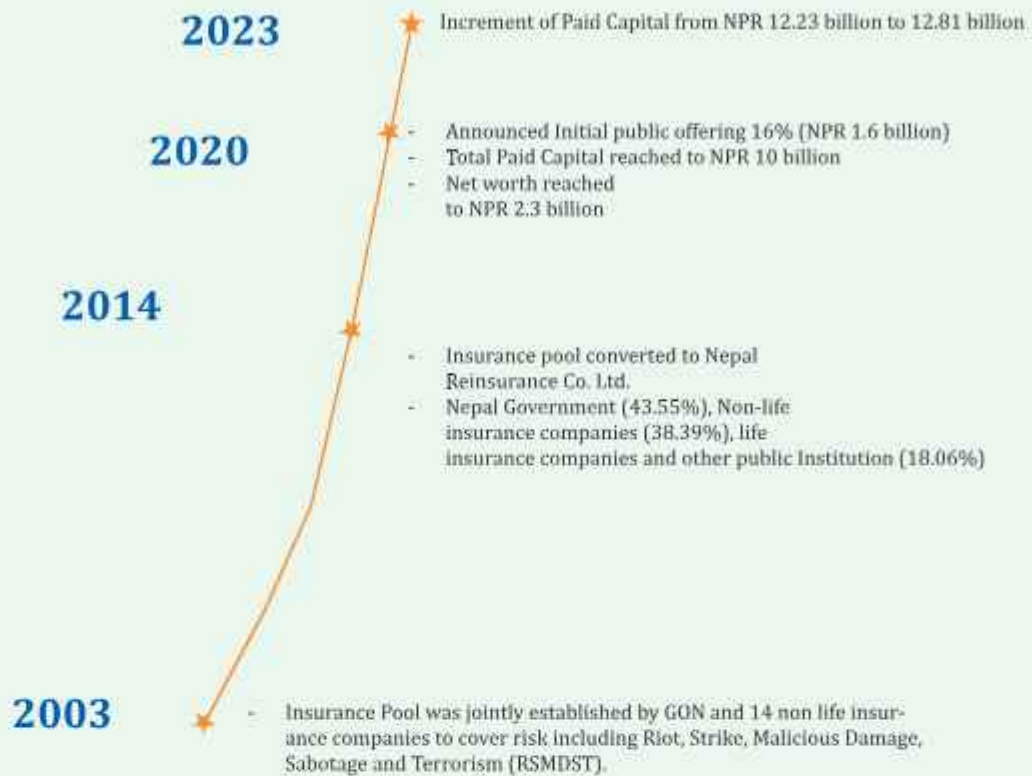 2023
Increment of Paid Capital from NPR 12.23 billion to 12.81 billion
2020
- Announced Initial public offering 16% (NPR 1.6 billion)
- Total Paid Capital reached to NPR 10 billion
- Net worth reached
to NPR 2.3 billion
2014
- Insurance pool converted to Nepal
Reinsurance Co. Ltd.
- Nepal Government (43.55%), Non-life
insurance companies (38.39%), life
insurance companies and other public Institution (18.06%)
2003
- Insurance Pool was jointly established by GON and 14 non life insur-
ance companies to cover risk including Riot, Strike, Malicious Damage,
Sabotage and Terrorism (RSMDST).